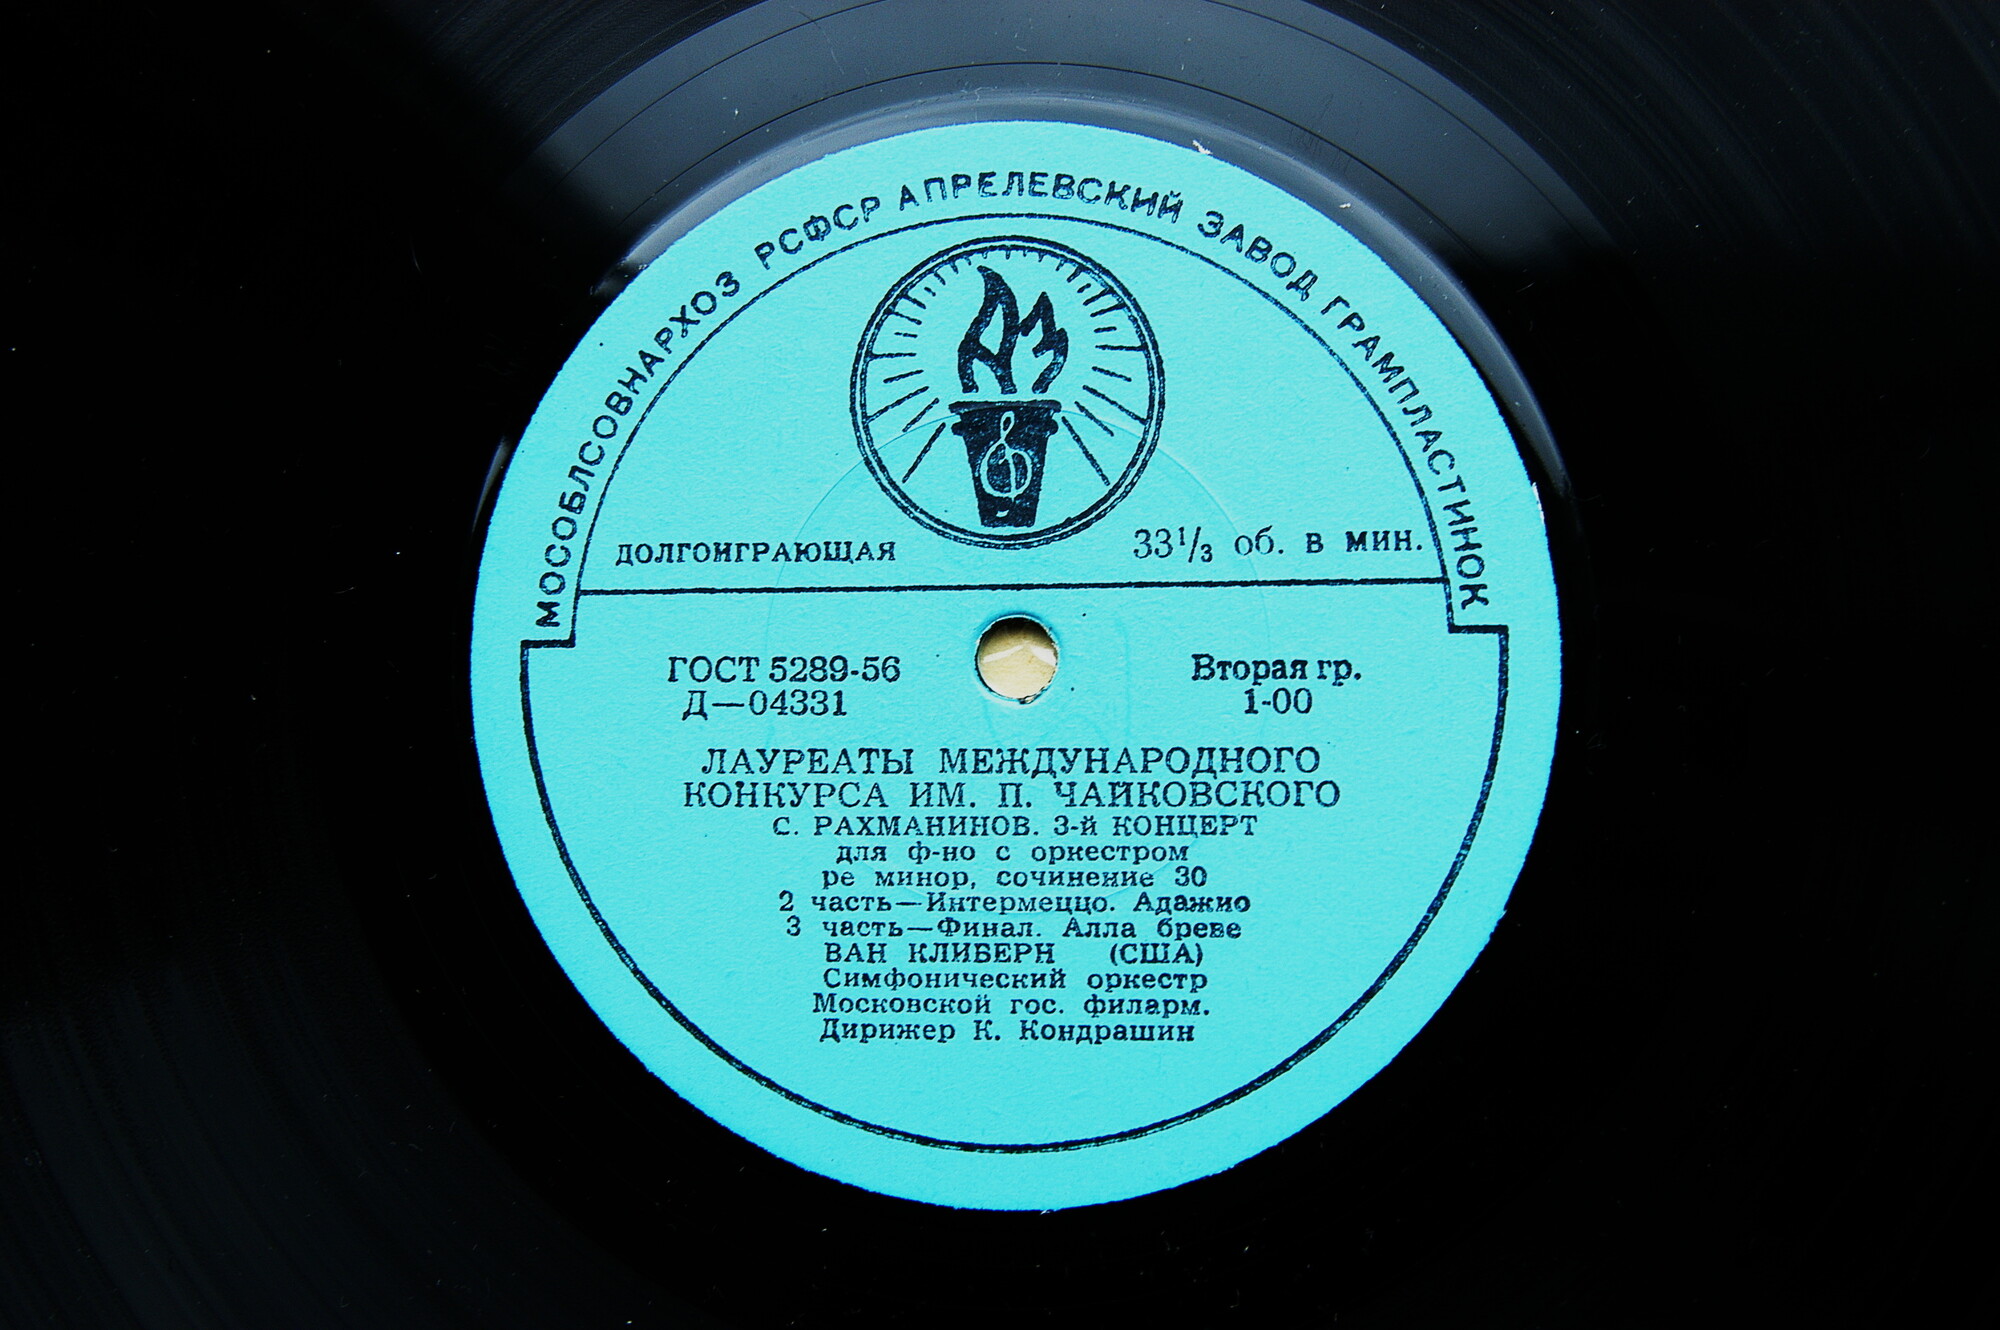 МОСОБЛСОВНАРХОЗ РСФСР АПРЕЛЕВСКИЙ ЗАВОД ГРАМПЛАСТИНОК
АЗ
ДОЛГОИГРАЮЩАЯ 33⅓ об. в мин.
ГОСТ 5289-56 Вторая гр.
Д—04331 1-00
ЛАУРЕАТЫ МЕЖДУНАРОДНОГО
КОНКУРСА ИМ. П. ЧАЙКОВСКОГО
С. РАХМАНИНОВ. 3-й КОНЦЕРТ
для ф-но с оркестром
ре минор, сочинение 30
2 часть—Интермеццо. Адажио
3 часть—Финал. Алла бреве
ВАН КЛИБЕРН (США)
Симфонический оркестр
Московской гос. филарм.
Дирижер К. Кондрашин